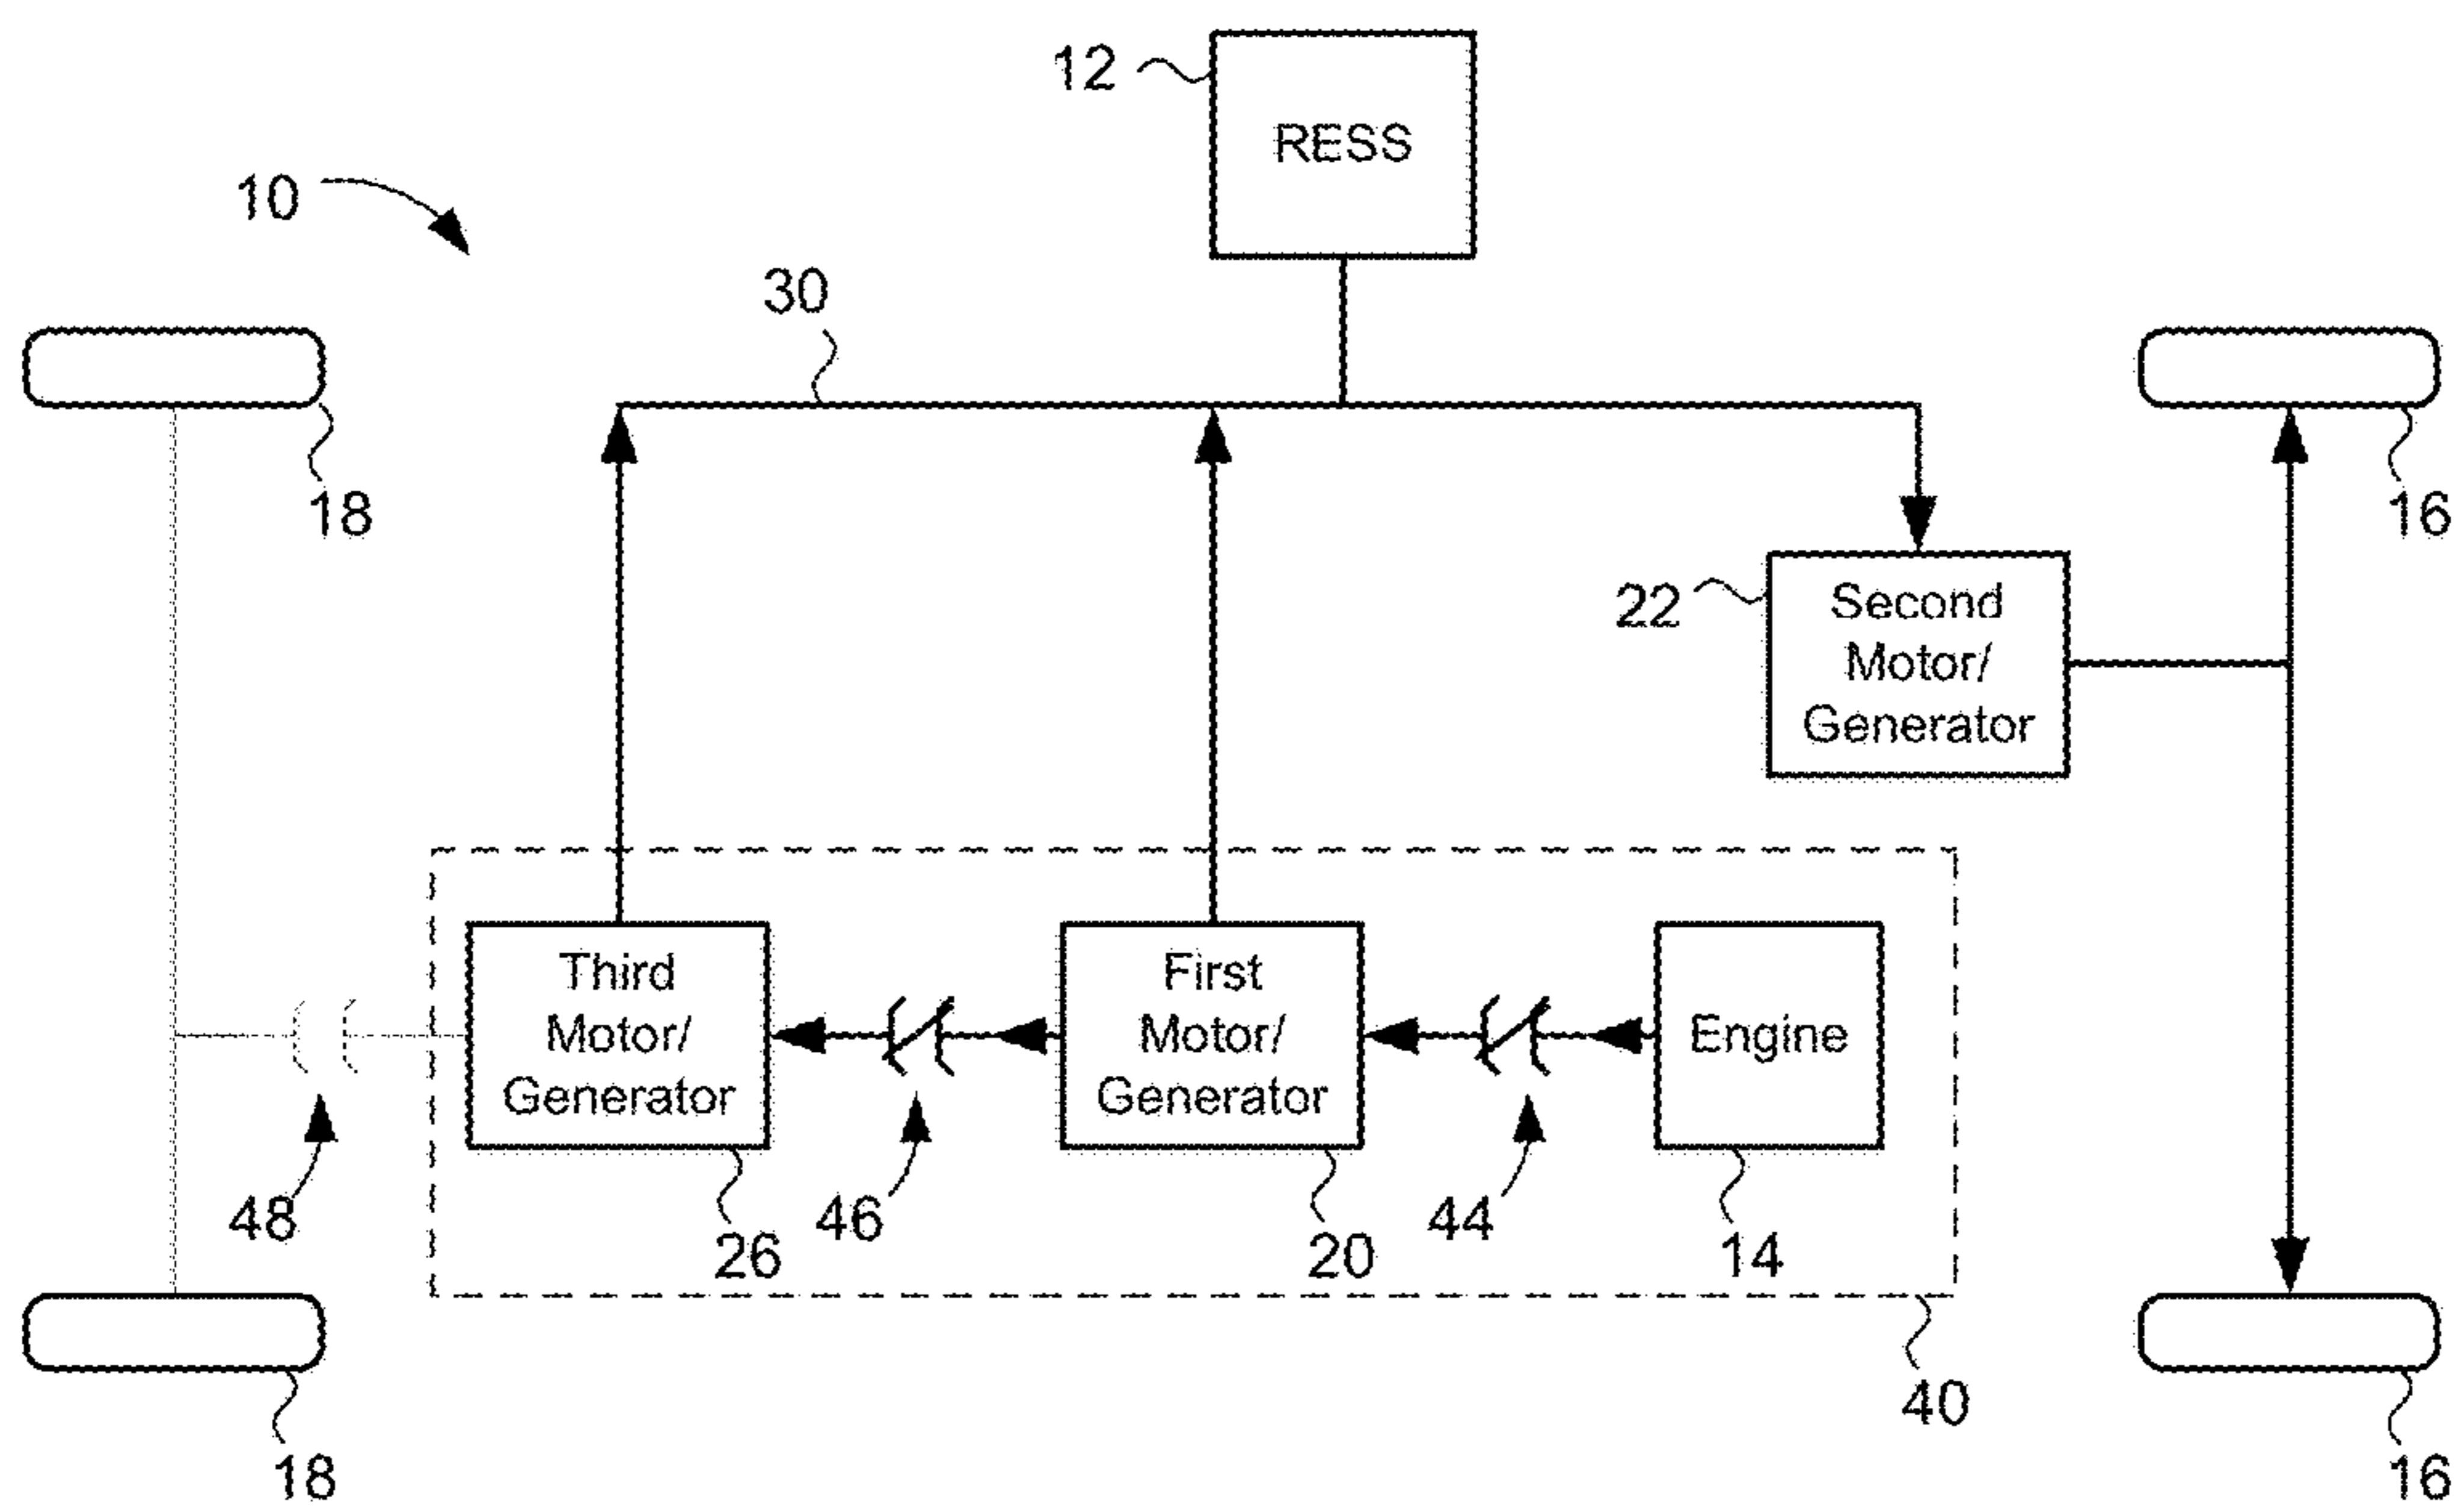 12
RESS
10
30
18
16
22
Second
Motor/
Generator
Third
Motor/
Generator
First
Motor/
Generator
Engine
48
46
44
26
20
14
40
18
16